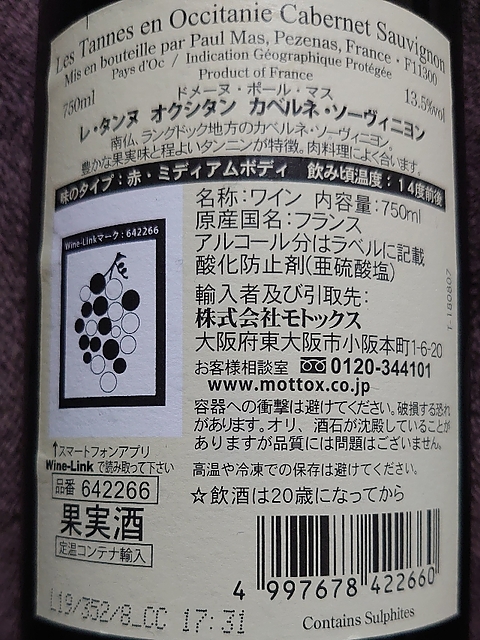 Les Tannes en Occitanie Cabernet Sauvignon
Mis en bouteille par Paul Mas, Pezenas, France・F11300
Pays d'Oc / Indication Géographique Protégée
Product of France
750ml
13.5%vol
ドメーヌ・ポール・マス
レ・タンヌ オクシタン カベルネ・ソーヴィニヨン
南仏、ラングドック地方のカベルネ・ソーヴィニヨン。
豊かな果実味と程よいタンニンが特徴。肉料理によく合います。
味のタイプ:赤・ミディアムボディ 飲み頃温度:14度前後
Wine-Linkマーク:642266
名称:ワイン 内容量:750ml
原産国名:フランス
アルコール分はラベルに記載
酸化防止剤(亜硫酸塩)
輸入者及び引取先:
株式会社モトックス
大阪府東大阪市小阪本町1-6-20
お客様相談室 0120-344101
www.mottox.co.jp
容器への衝撃は避けてください。破損する恐れ
があります。オリ、酒石が沈殿していることが
ありますが品質には問題はございません。
高温や冷凍での保存は避けてください。
☆飲酒は20歳になってから
T-180807
↑スマートフォンアプリ
Wine-Linkで読み取って下さい
品番 642266
果実酒
定温コンテナ輸入
4 997678 422660
L19/352/8_CC 17:31
Contains Sulphites